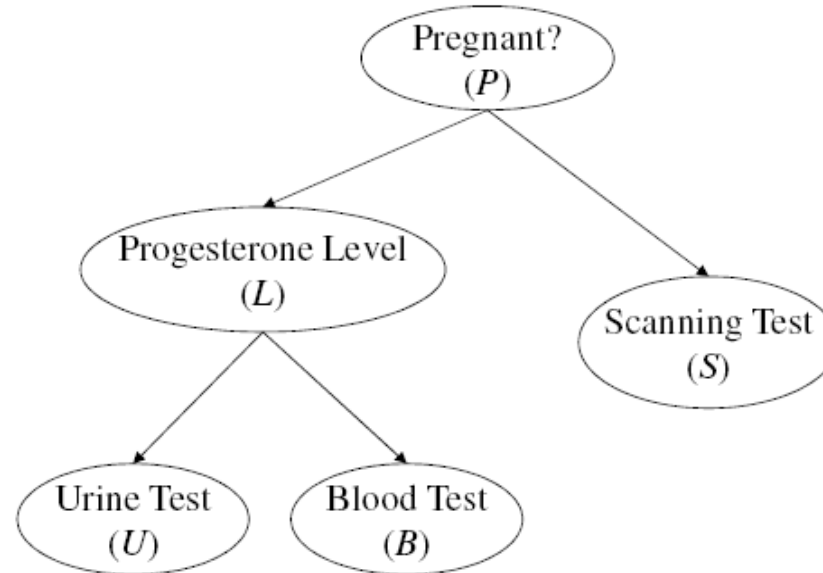 Pregnant?
(P)
Progesterone Level
(L)
Scanning Test
(S)
Urine Test
(U)
Blood Test
(B)